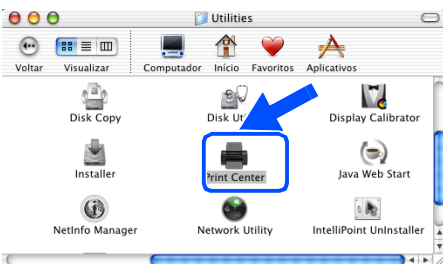 Utilities
Voltar Visualizar Computador Início Favoritos Aplicativos
Disk Copy Disk Ut Display Calibrator
Installer Print Center Java Web Start
NetInfo Manager Network Utility IntelliPoint UnInstaller